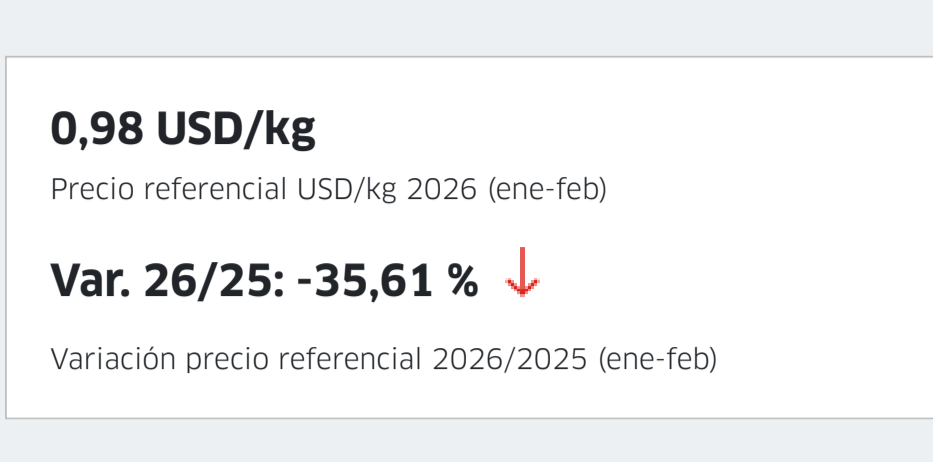 0,98 USD/kg
Precio referencial USD/kg 2026 (ene-feb)
Var. 26/25: -35,61 %
Variación precio referencial 2026/2025 (ene-feb)